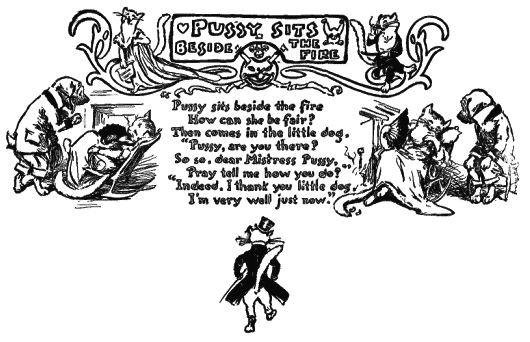 PUSSY SITS
BESIDE THE
FIRE
"Pussy sits beside the fire
How can she be fair?
Then comes in the little dog.
"Pussy, are you there?
So so, dear Mistress Pussy,
Pray tell me how you do?"
"Indeed, I thank you little dog,
I'm very well just now."